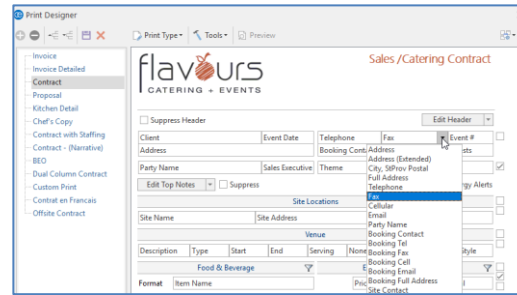 Print Designer
Print Type Tools Preview
Invoice
Invoice Detailed
Contract
Proposal
Kitchen Detail
Chef's Copy
Contract with Staffing
Contract - (Narrative)
BEO
Dual Column Contract
Custom Print
Contrat en Francais
Offsite Contract
flavours
CATERING + EVENTS
Sales /Catering Contract
Suppress Header
Edit Header
Client Event Date Telephone Fax Event #
Address Booking Cont
Party Name Sales Executive Theme
Edit Top Notes Suppress rgy Alerts
Site Locations
Site Name Site Address
Venue
Description Type Start End Serving None Style
Food & Beverage
Format Item Name Pric
Address
Address (Extended)
City, StProv Postal
Full Address
Telephone
Fax
Cellular
Email
Party Name
Booking Contact
Booking Tel
Booking Fax
Booking Cell
Booking Email
Booking Full Address
Site Contact